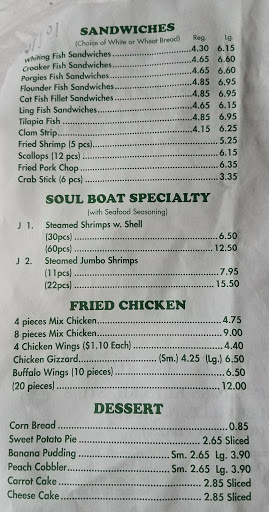 SANDWICHES
(Choice of White or Wheat Bread) Reg. Lg.
Whiting Fish Sandwiches 4.30 6.15
Croaker Fish Sandwiches 4.65 6.60
Porgies Fish Sandwiches 4.65 6.60
Flounder Fish Sandwiches 4.85 6.95
Cat Fish Fillet Sandwiches 4.85 6.95
Ling Fish Sandwiches 4.65 6.15
Tilapia Fish 4.85 6.95
Clam Strip 4.15 6.25
Fried Shrimp (5 pcs) 5.25
Scallops (12 pcs) 6.15
Fried Pork Chop 6.35
Crab Stick (6 pcs) 3.35
SOUL BOAT SPECIALTY
(with Seafood Seasoning)
J 1. Steamed Shrimps w. Shell
(30pcs) 6.50
(60pcs) 12.50
J 2. Steamed Jumbo Shrimps
(11pcs) 7.95
(22pcs) 15.50
FRIED CHICKEN
4 pieces Mix Chicken 4.75
8 pieces Mix Chicken 9.00
4 Chicken Wings ($1.10 Each) 4.40
Chicken Gizzard (Sm.) 4.25 (Lg.) 6.50
Buffalo Wings (10 pieces) 6.50
(20 pieces) 12.00
DESSERT
Corn Bread 0.85
Sweet Potato Pie 2.65 Sliced
Banana Pudding Sm. 2.65 Lg. 3.90
Peach Cobbler Sm. 2.65 Lg. 3.90
Carrot Cake 2.85 Sliced
Cheese Cake 2.85 Sliced